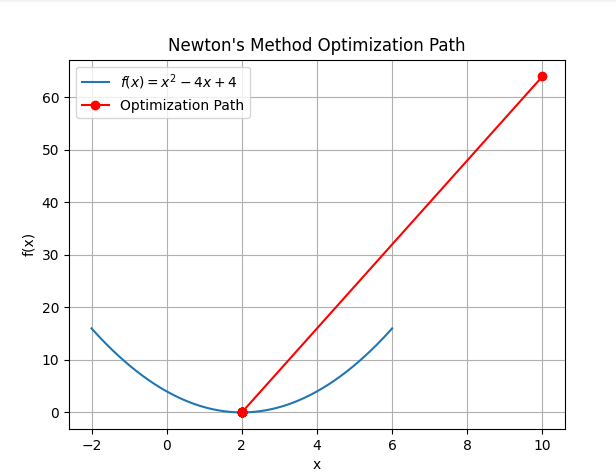 Newton's Method Optimization Path
f(x) = x² − 4x + 4
Optimization Path
60
50
40
30
20
10
0
f(x)
−2 0 2 4 6 8 10
x